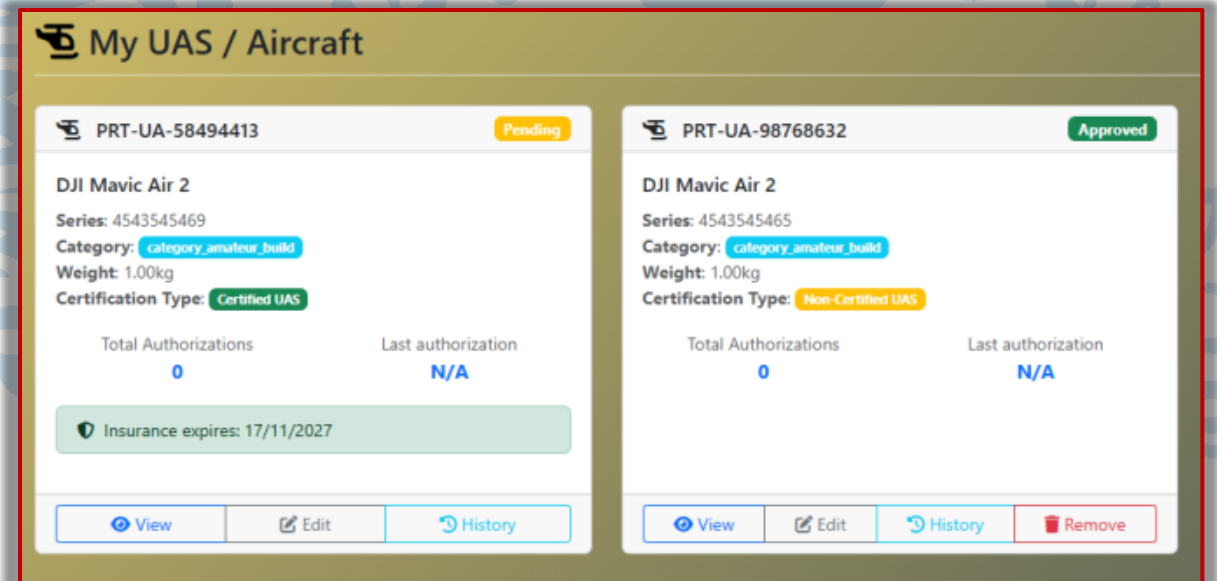 My UAS / Aircraft
PRT-UA-58494413 Pending
DJI Mavic Air 2
Series: 4543545469
Category: category_amateur_build
Weight: 1.00kg
Certification Type: Certified UAS
Total Authorizations Last authorization
0 N/A
Insurance expires: 17/11/2027
View Edit History
PRT-UA-98768632 Approved
DJI Mavic Air 2
Series: 4543545465
Category: category_amateur_build
Weight: 1.00kg
Certification Type: Non-Certified UAS
Total Authorizations Last authorization
0 N/A
View Edit History Remove